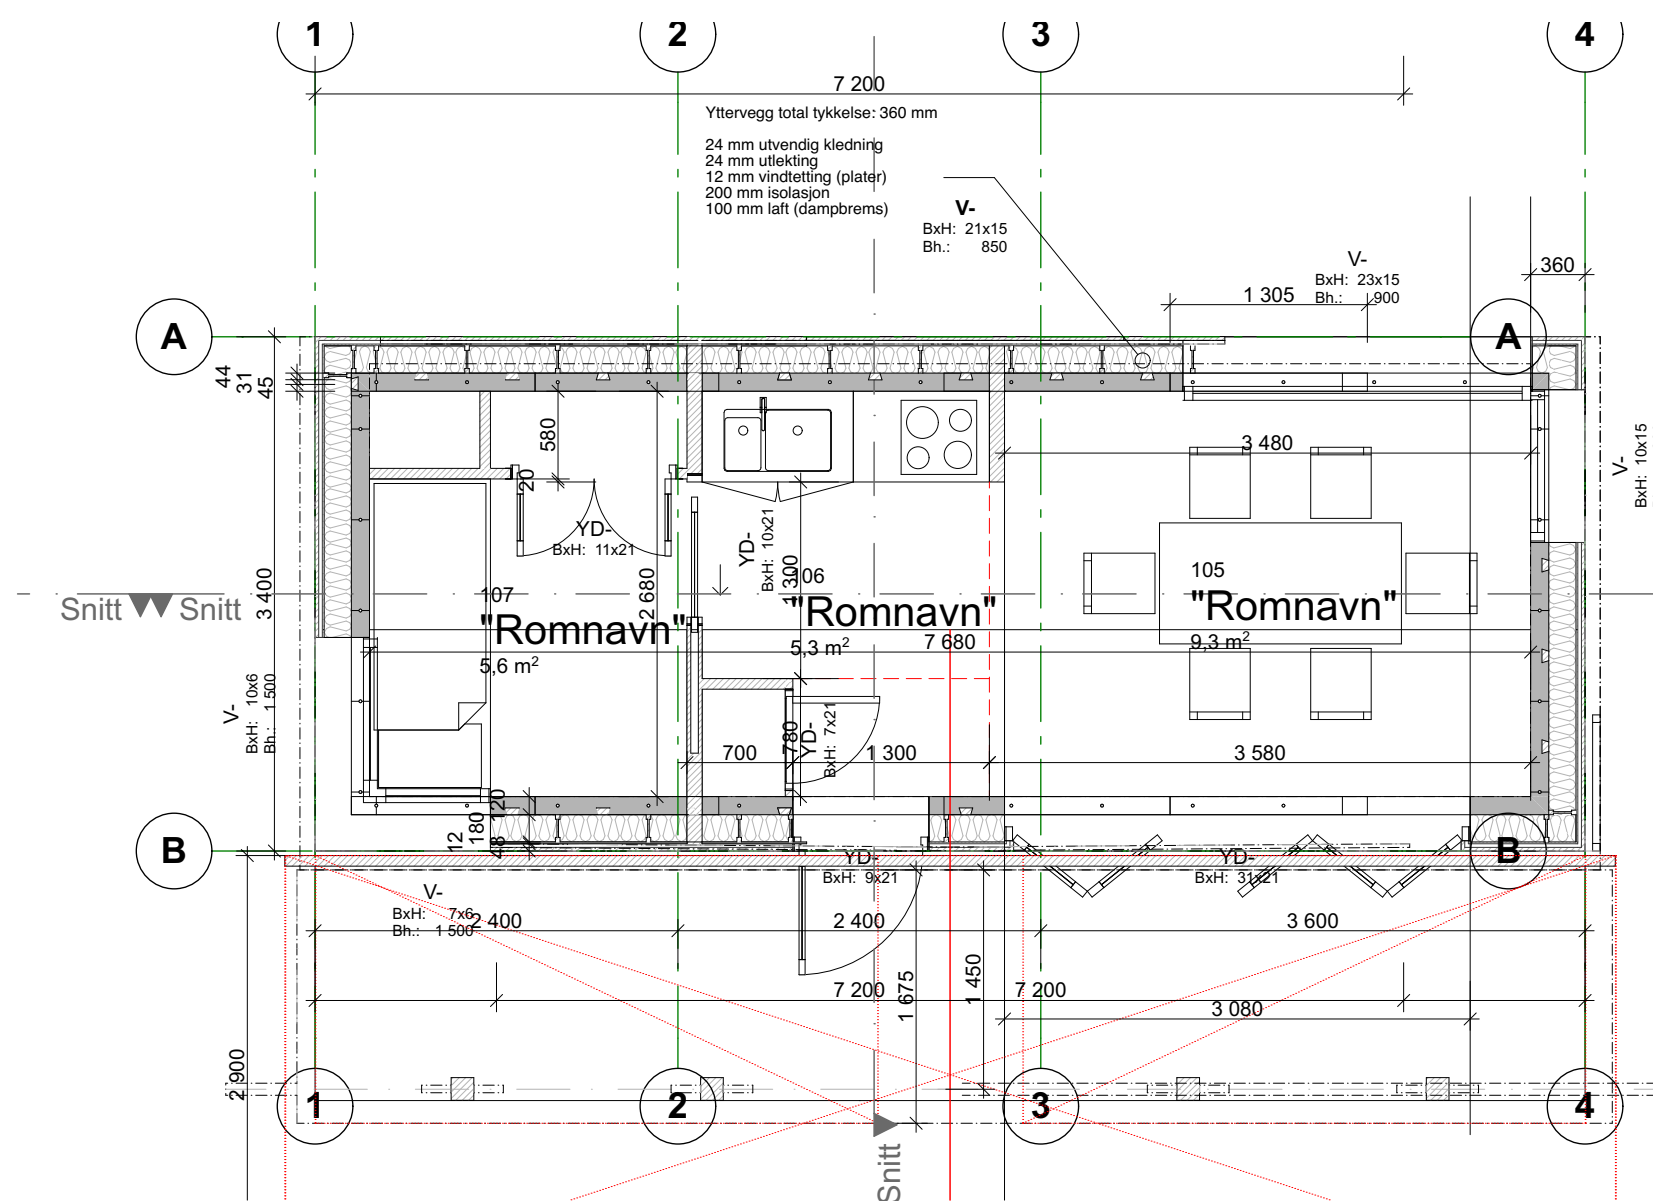 1
2
3
4
7 200
Yttervegg total tykkelse: 360 mm
24 mm utvendig kledning
24 mm utlekting
12 mm vindtetting (plater)
200 mm isolasjon
100 mm laft (dampbrems)
V-
BxH: 21x15
Bh.: 850
V-
BxH: 23x15
Bh.: 900
1 305
360
A
A
44
31
45
580
20
3 480
V-
BxH: 10x15
YD-
BxH: 11x21
YD-
BxH: 10x21
1 300
2 680
3 400
Snitt
Snitt
107
"Romnavn"
5,6 m²
106
"Romnavn"
5,3 m²
105
"Romnavn"
9,3 m²
7 680
V-
BxH: 10x6
Bh.: 1 500
700
780
YD-
BxH: 7x21
1 300
3 580
120
180
12
48
B
B
YD-
BxH: 9x21
YD-
BxH: 31x21
V-
BxH: 7x6
Bh.: 1 500
2 400
2 400
3 600
7 200
1 675
1 450
7 200
3 080
2 900
1
2
3
4
Snitt